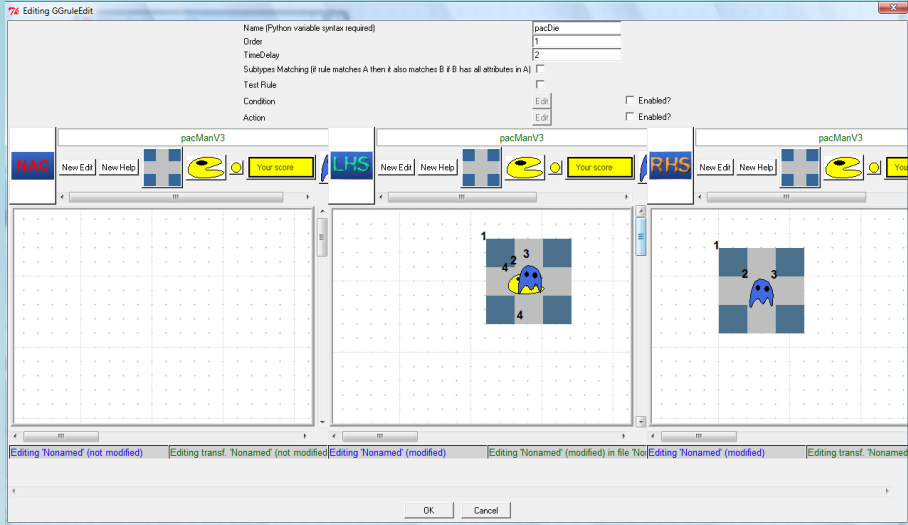 Editing GGruleEdit
Name (Python variable syntax required) pacDie
Order 1
TimeDelay 2
Subtypes Matching (if rule matches A then it also matches B if B has all attributes in A)
Test Rule
Condition Edit Enabled?
Action Edit Enabled?
pacManV3 pacManV3 pacManV3
NAC New Edit New Help Your score LHS New Edit New Help Your score RHS New Edit New Help You
1
3
2
4
4
1
2 3
Editing 'Nonamed' (not modified) Editing transf. 'Nonamed' (not modified Editing 'Nonamed' (modified) Editing 'Nonamed' (modified) in file 'Nor Editing 'Nonamed' (modified) Editing transf. 'Nonamed
OK Cancel